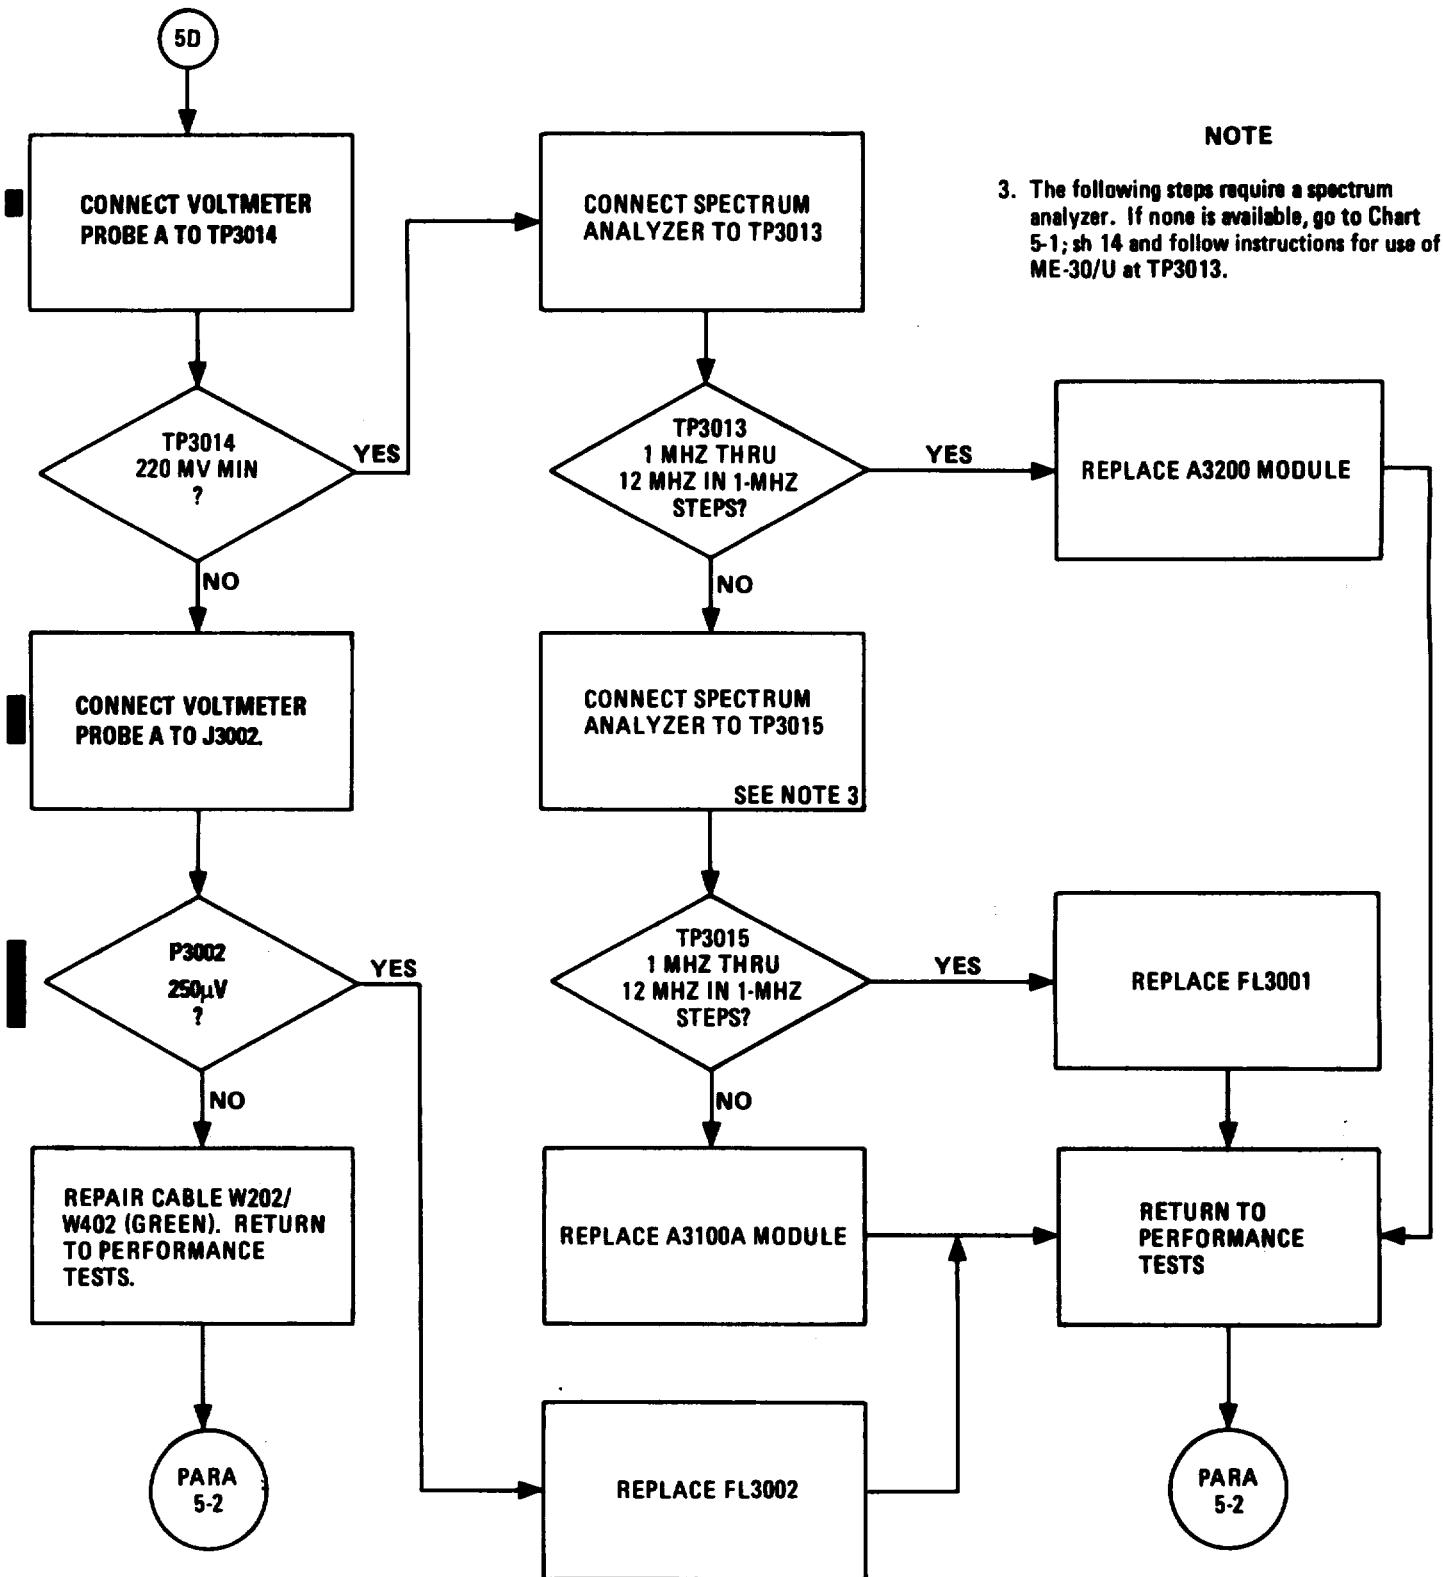 5D
CONNECT VOLTMETER
PROBE A TO TP3014
TP3014
220 MV MIN
?
YES
NO
CONNECT VOLTMETER
PROBE A TO J3002.
P3002
250µV
?
YES
NO
REPAIR CABLE W202/
W402 (GREEN). RETURN
TO PERFORMANCE
TESTS.
PARA
5-2
CONNECT SPECTRUM
ANALYZER TO TP3013
TP3013
1 MHZ THRU
12 MHZ IN 1-MHZ
STEPS?
YES
NO
CONNECT SPECTRUM
ANALYZER TO TP3015
SEE NOTE 3
TP3015
1 MHZ THRU
12 MHZ IN 1-MHZ
STEPS?
YES
NO
REPLACE A3100A MODULE
REPLACE FL3002
NOTE
3. The following steps require a spectrum
analyzer. If none is available, go to Chart
5-1; sh 14 and follow instructions for use of
ME-30/U at TP3013.
REPLACE A3200 MODULE
REPLACE FL3001
RETURN TO
PERFORMANCE
TESTS
PARA
5-2